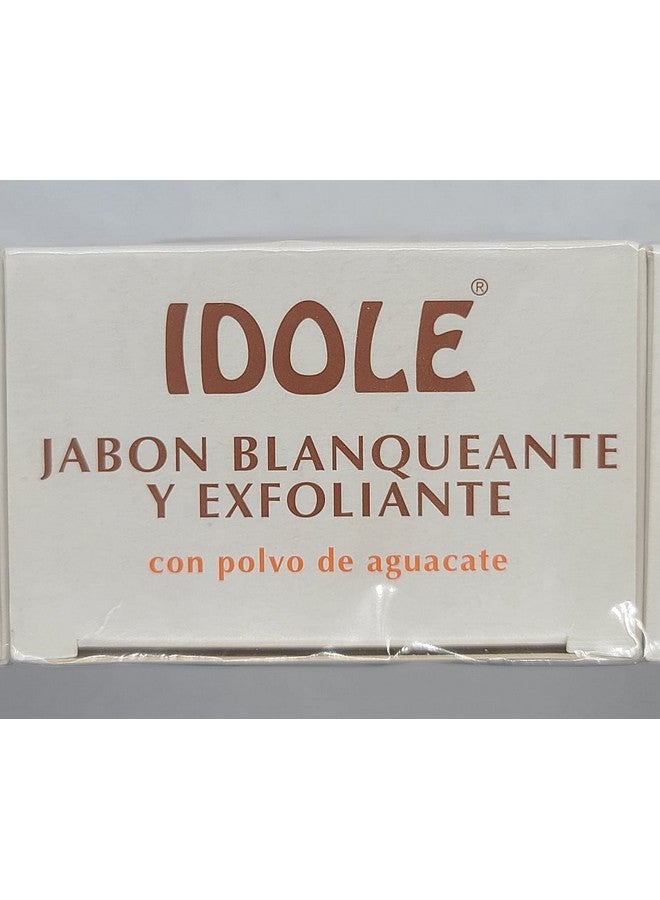 IDOLE®
JABON BLANQUEANTE
Y EXFOLIANTE
con polvo de aguacate